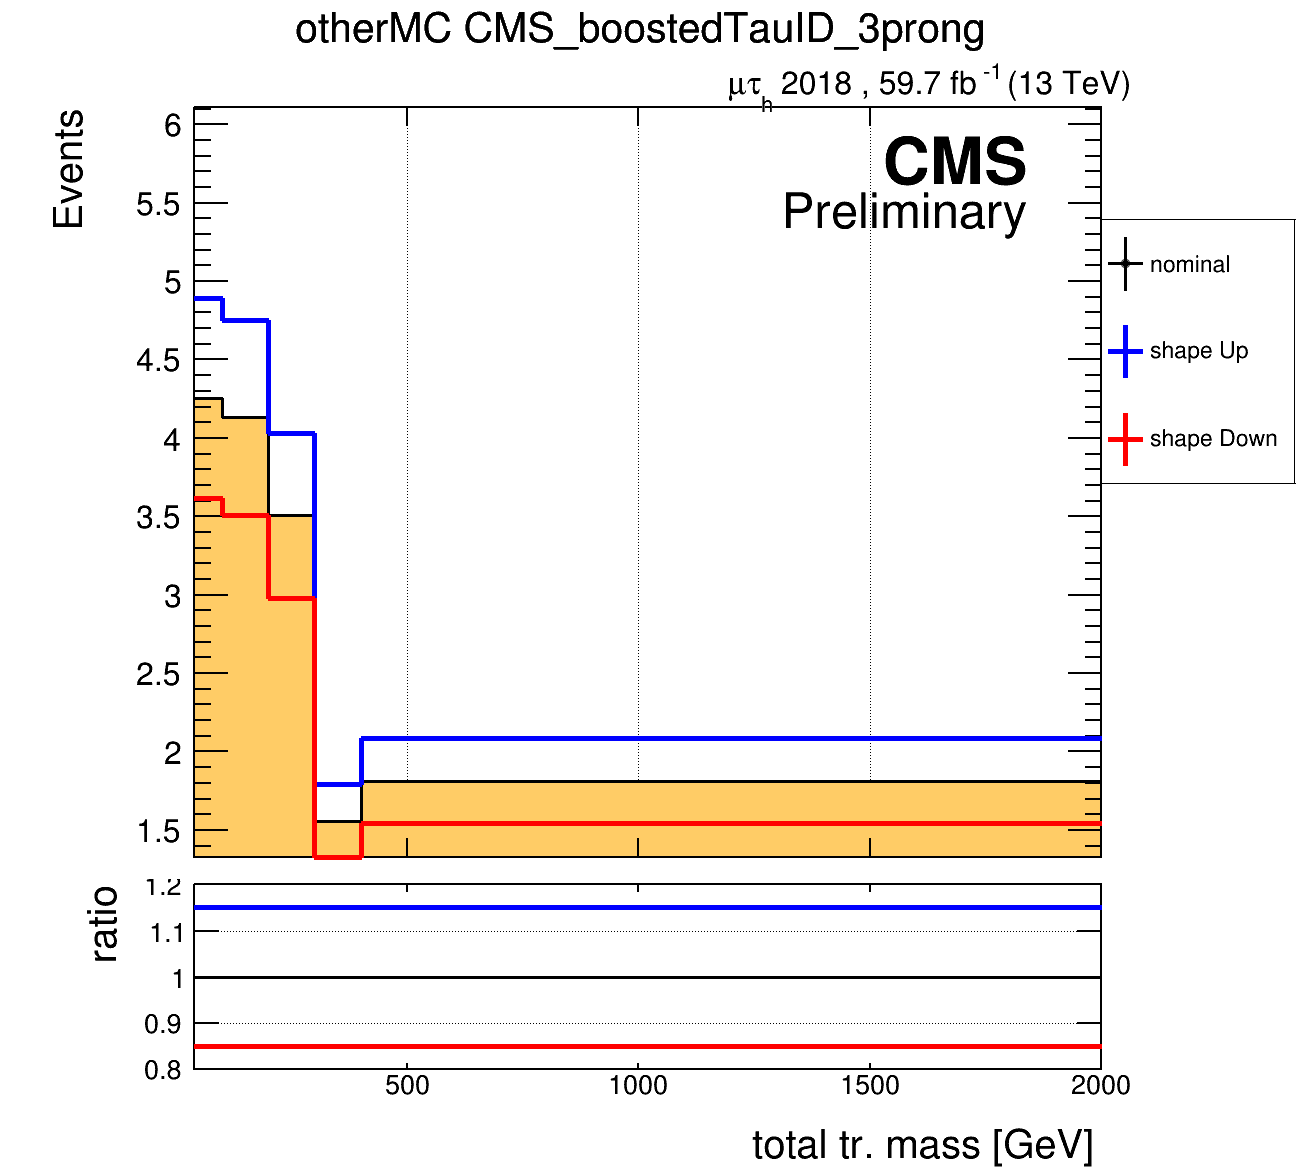 otherMC CMS_boostedTauID_3prong
μτh 2018 , 59.7 fb-1 (13 TeV)
Events
6
5.5
5
4.5
4
3.5
3
2.5
2
1.5
CMS
Preliminary
nominal
shape Up
shape Down
ratio
1.2
1.1
1
0.9
0.8
500
1000
1500
2000
total tr. mass [GeV]